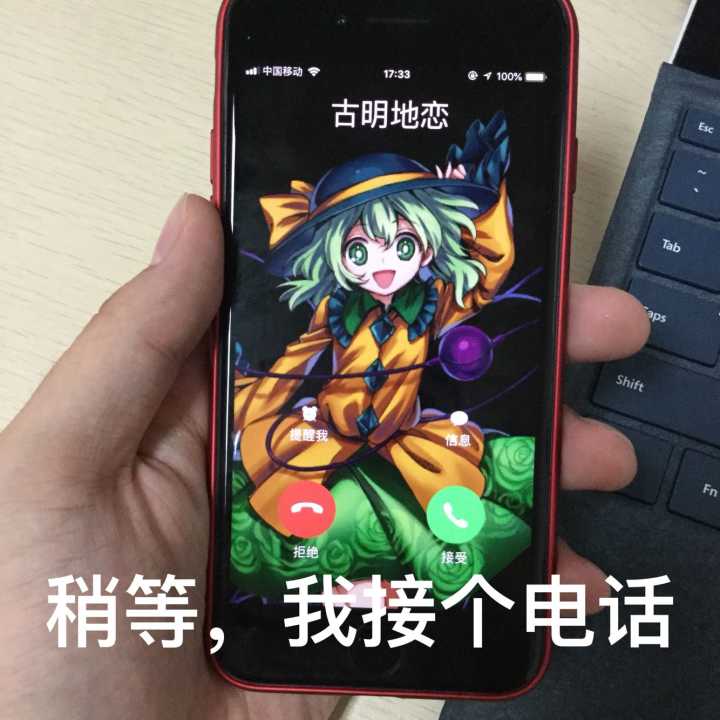 中国移动
17:33
100%
古明地恋
Esc
~
`
Tab
Caps
Shift
Fn
提醒我
信息
拒绝
接受
稍等，我接个电话